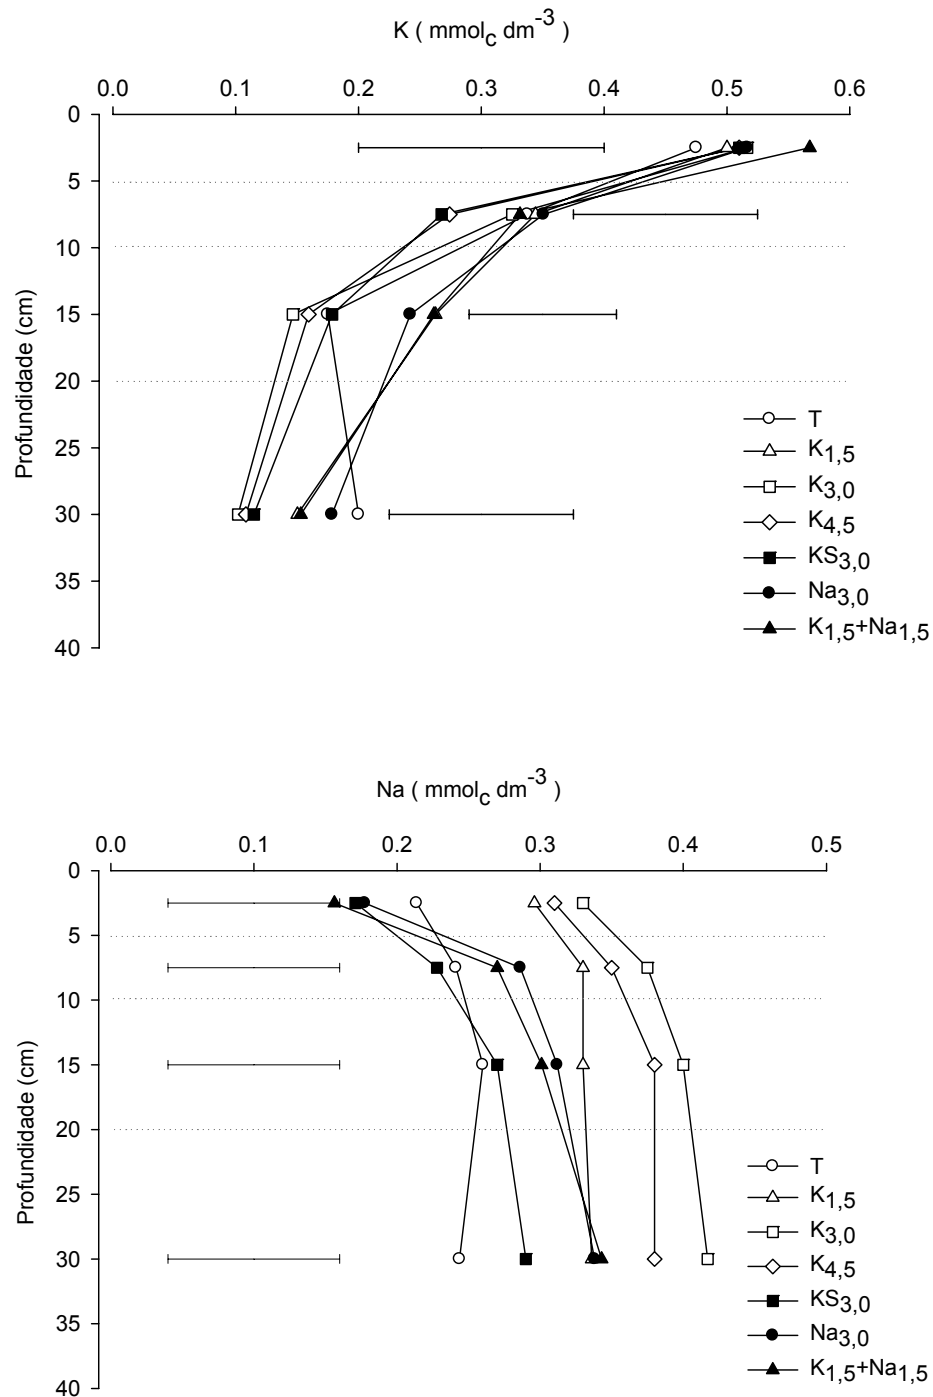 K ( mmolc dm-3 )
0.0 0.1 0.2 0.3 0.4 0.5 0.6
0
5
10
15
20
25
30
35
40
Profundidade (cm)
T
K1,5
K3,0
K4,5
KS3,0
Na3,0
K1,5+Na1,5
Na ( mmolc dm-3 )
0.0 0.1 0.2 0.3 0.4 0.5
0
5
10
15
20
25
30
35
40
Profundidade (cm)
T
K1,5
K3,0
K4,5
KS3,0
Na3,0
K1,5+Na1,5